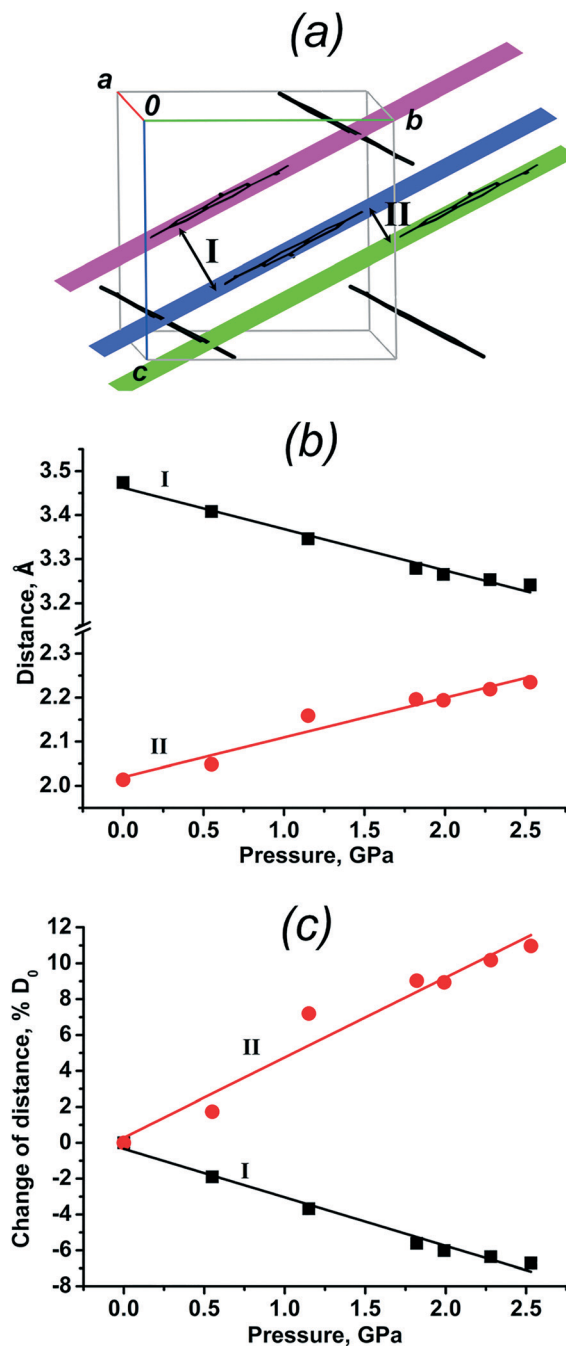 (a)
a
0
b
I
II
c
(b)
3.5
3.4
3.3
3.2
2.3
2.2
2.1
2.0
Distance, Å
I
II
0.0 0.5 1.0 1.5 2.0 2.5
Pressure, GPa
(c)
12
10
8
6
4
2
0
-2
-4
-6
-8
Change of distance, % D₀
II
I
0.0 0.5 1.0 1.5 2.0 2.5
Pressure, GPa